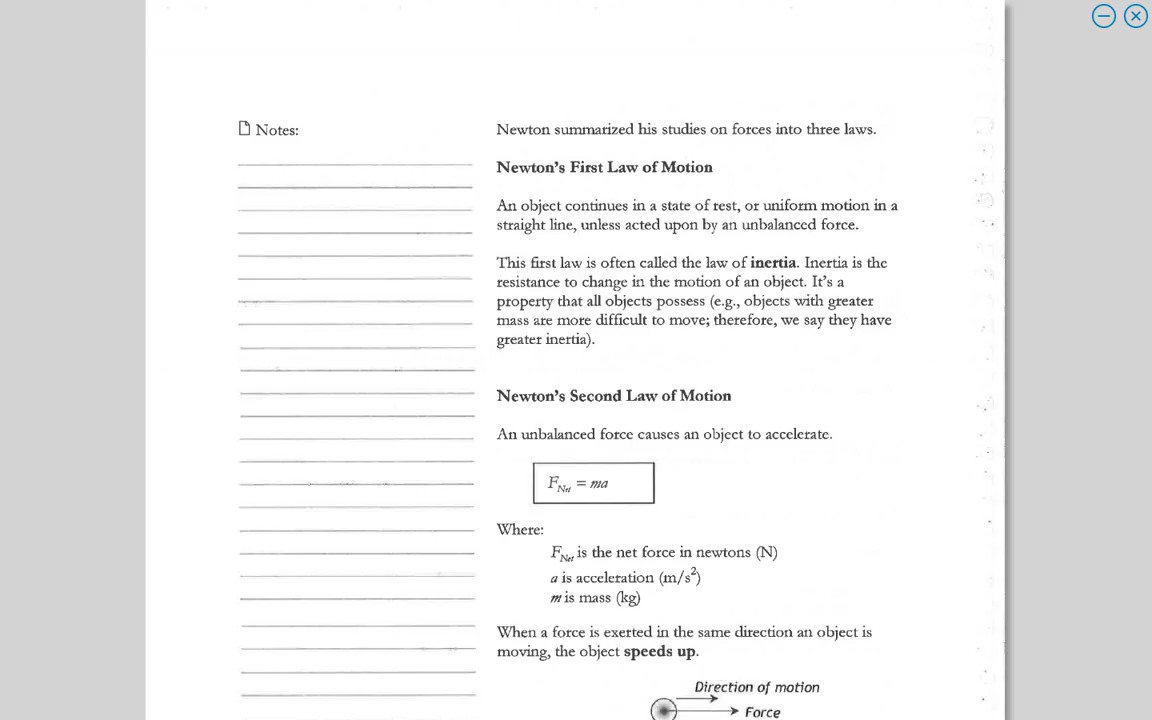 Notes:
Newton summarized his studies on forces into three laws.
Newton's First Law of Motion
An object continues in a state of rest, or uniform motion in a
straight line, unless acted upon by an unbalanced force.
This first law is often called the law of inertia. Inertia is the
resistance to change in the motion of an object. It's a
property that all objects possess (e.g., objects with greater
mass are more difficult to move; therefore, we say they have
greater inertia).
Newton's Second Law of Motion
An unbalanced force causes an object to accelerate.
F_Net = ma
Where:
F_Net is the net force in newtons (N)
a is acceleration (m/s²)
m is mass (kg)
When a force is exerted in the same direction an object is
moving, the object speeds up.
Direction of motion
Force